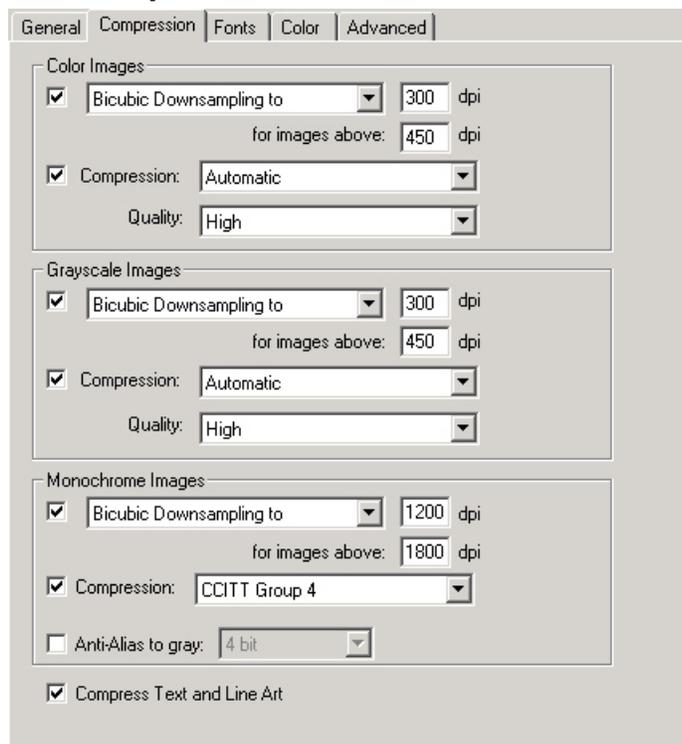 General Compression Fonts Color Advanced
Color Images
Bicubic Downsampling to 300 dpi
for images above: 450 dpi
Compression: Automatic
Quality: High
Grayscale Images
Bicubic Downsampling to 300 dpi
for images above: 450 dpi
Compression: Automatic
Quality: High
Monochrome Images
Bicubic Downsampling to 1200 dpi
for images above: 1800 dpi
Compression: CCITT Group 4
Anti-Alias to gray: 4 bit
Compress Text and Line Art